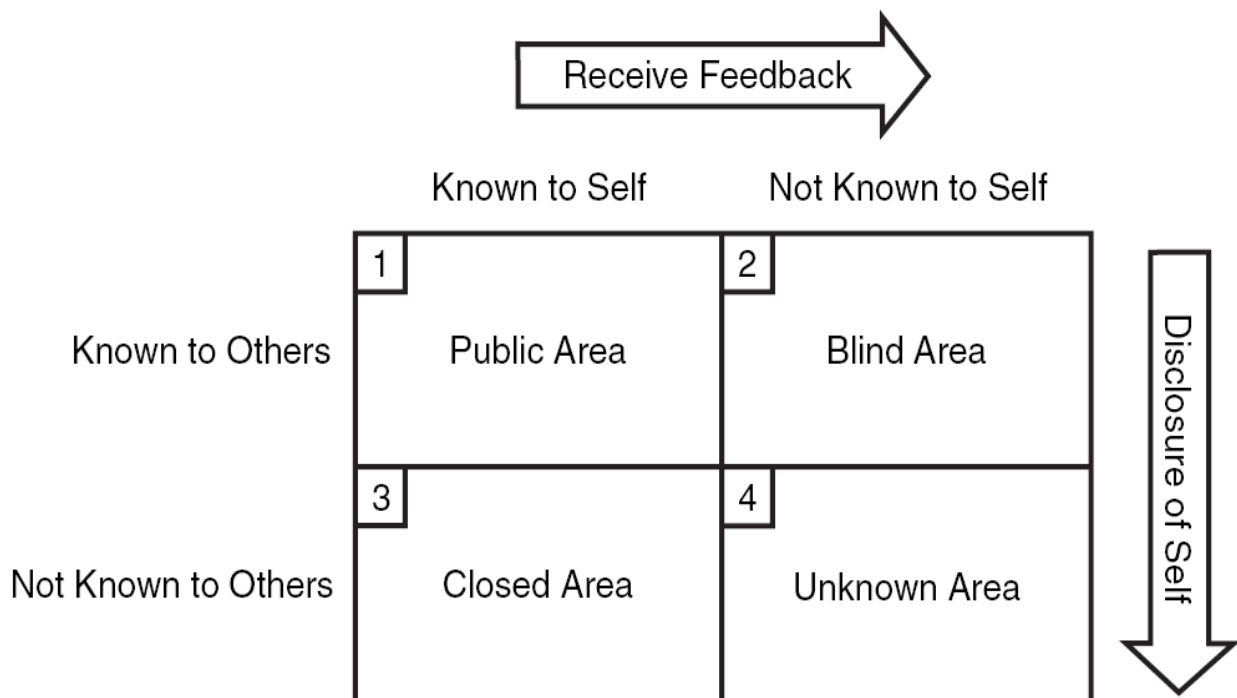 Receive Feedback
Known to Self
Not Known to Self
1
2
Known to Others
Public Area
Blind Area
Disclosure of Self
3
4
Not Known to Others
Closed Area
Unknown Area